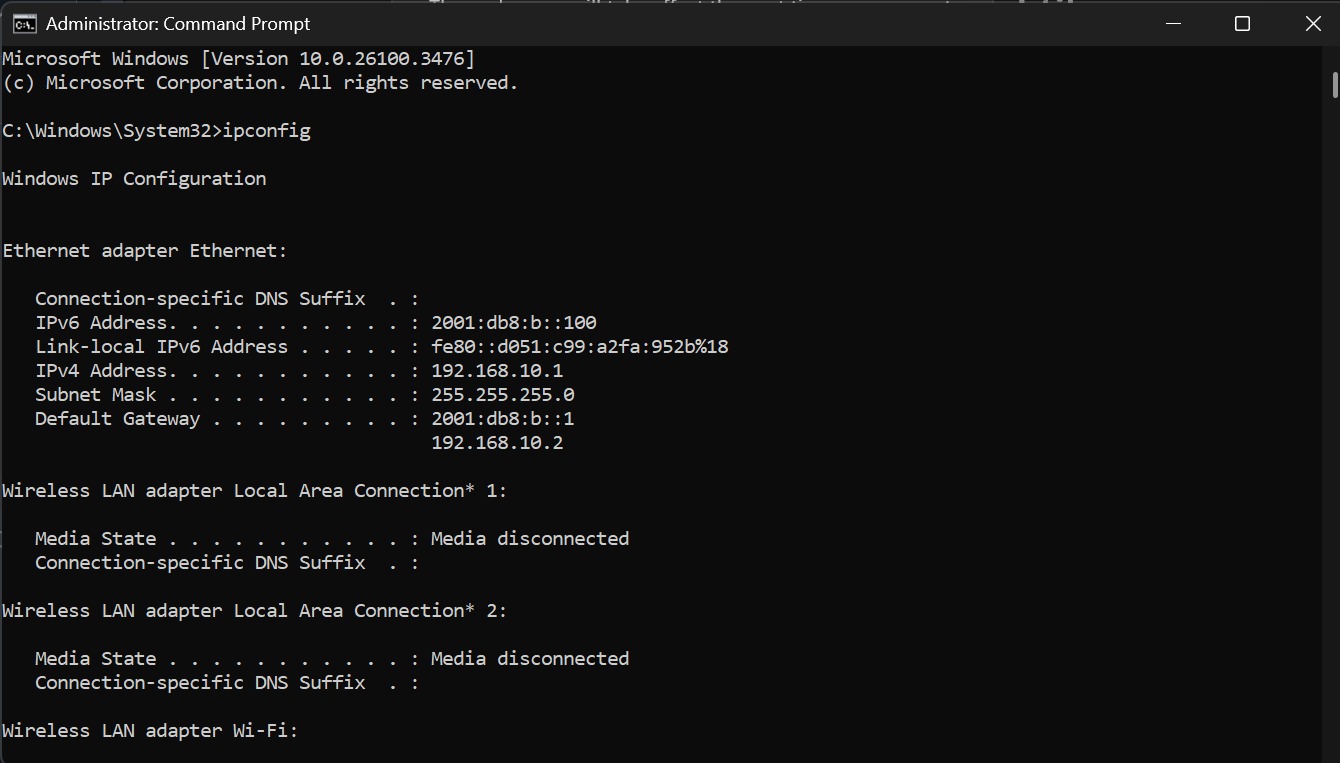 Administrator: Command Prompt
Microsoft Windows [Version 10.0.26100.3476]
(c) Microsoft Corporation. All rights reserved.
C:\Windows\System32>ipconfig
Windows IP Configuration
Ethernet adapter Ethernet:
Connection-specific DNS Suffix  . :
IPv6 Address. . . . . . . . . . . : 2001:db8:b::100
Link-local IPv6 Address . . . . . : fe80::d051:c99:a2fa:952b%18
IPv4 Address. . . . . . . . . . . : 192.168.10.1
Subnet Mask . . . . . . . . . . . : 255.255.255.0
Default Gateway . . . . . . . . . : 2001:db8:b::1
192.168.10.2
Wireless LAN adapter Local Area Connection* 1:
Media State . . . . . . . . . . . : Media disconnected
Connection-specific DNS Suffix  . :
Wireless LAN adapter Local Area Connection* 2:
Media State . . . . . . . . . . . : Media disconnected
Connection-specific DNS Suffix  . :
Wireless LAN adapter Wi-Fi: